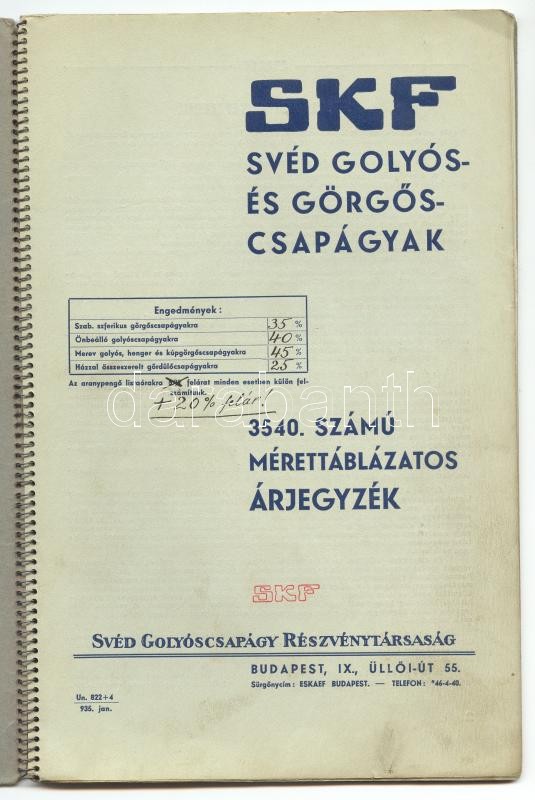 SKF
SVÉD GOLYÓS-
ÉS GÖRGŐS-
CSAPÁGYAK
Engedmények:
Szab. szferikus görgőscsapágyakra 35 %
Önbeálló golyóscsapágyakra 40 %
Merev golyós, henger és kúpgörgőscsapágyakra 45 %
Házzal összeszerelt gördülőcsapágyakra 25 %
Az aranypengő listaárakra felárat minden esetben külön fel-
számítunk.
+ 20% felár!
3540. SZÁMÚ
MÉRETTÁBLÁZATOS
ÁRJEGYZÉK
SKF
SVÉD GOLYÓSCSAPÁGY RÉSZVÉNYTÁRSASÁG
BUDAPEST, IX., ÜLLŐI-ÚT 55.
Sürgönycím: ESKAEF BUDAPEST. — TELEFON: *46-4-40.
Un. 822+4
935. jan.
darabanth